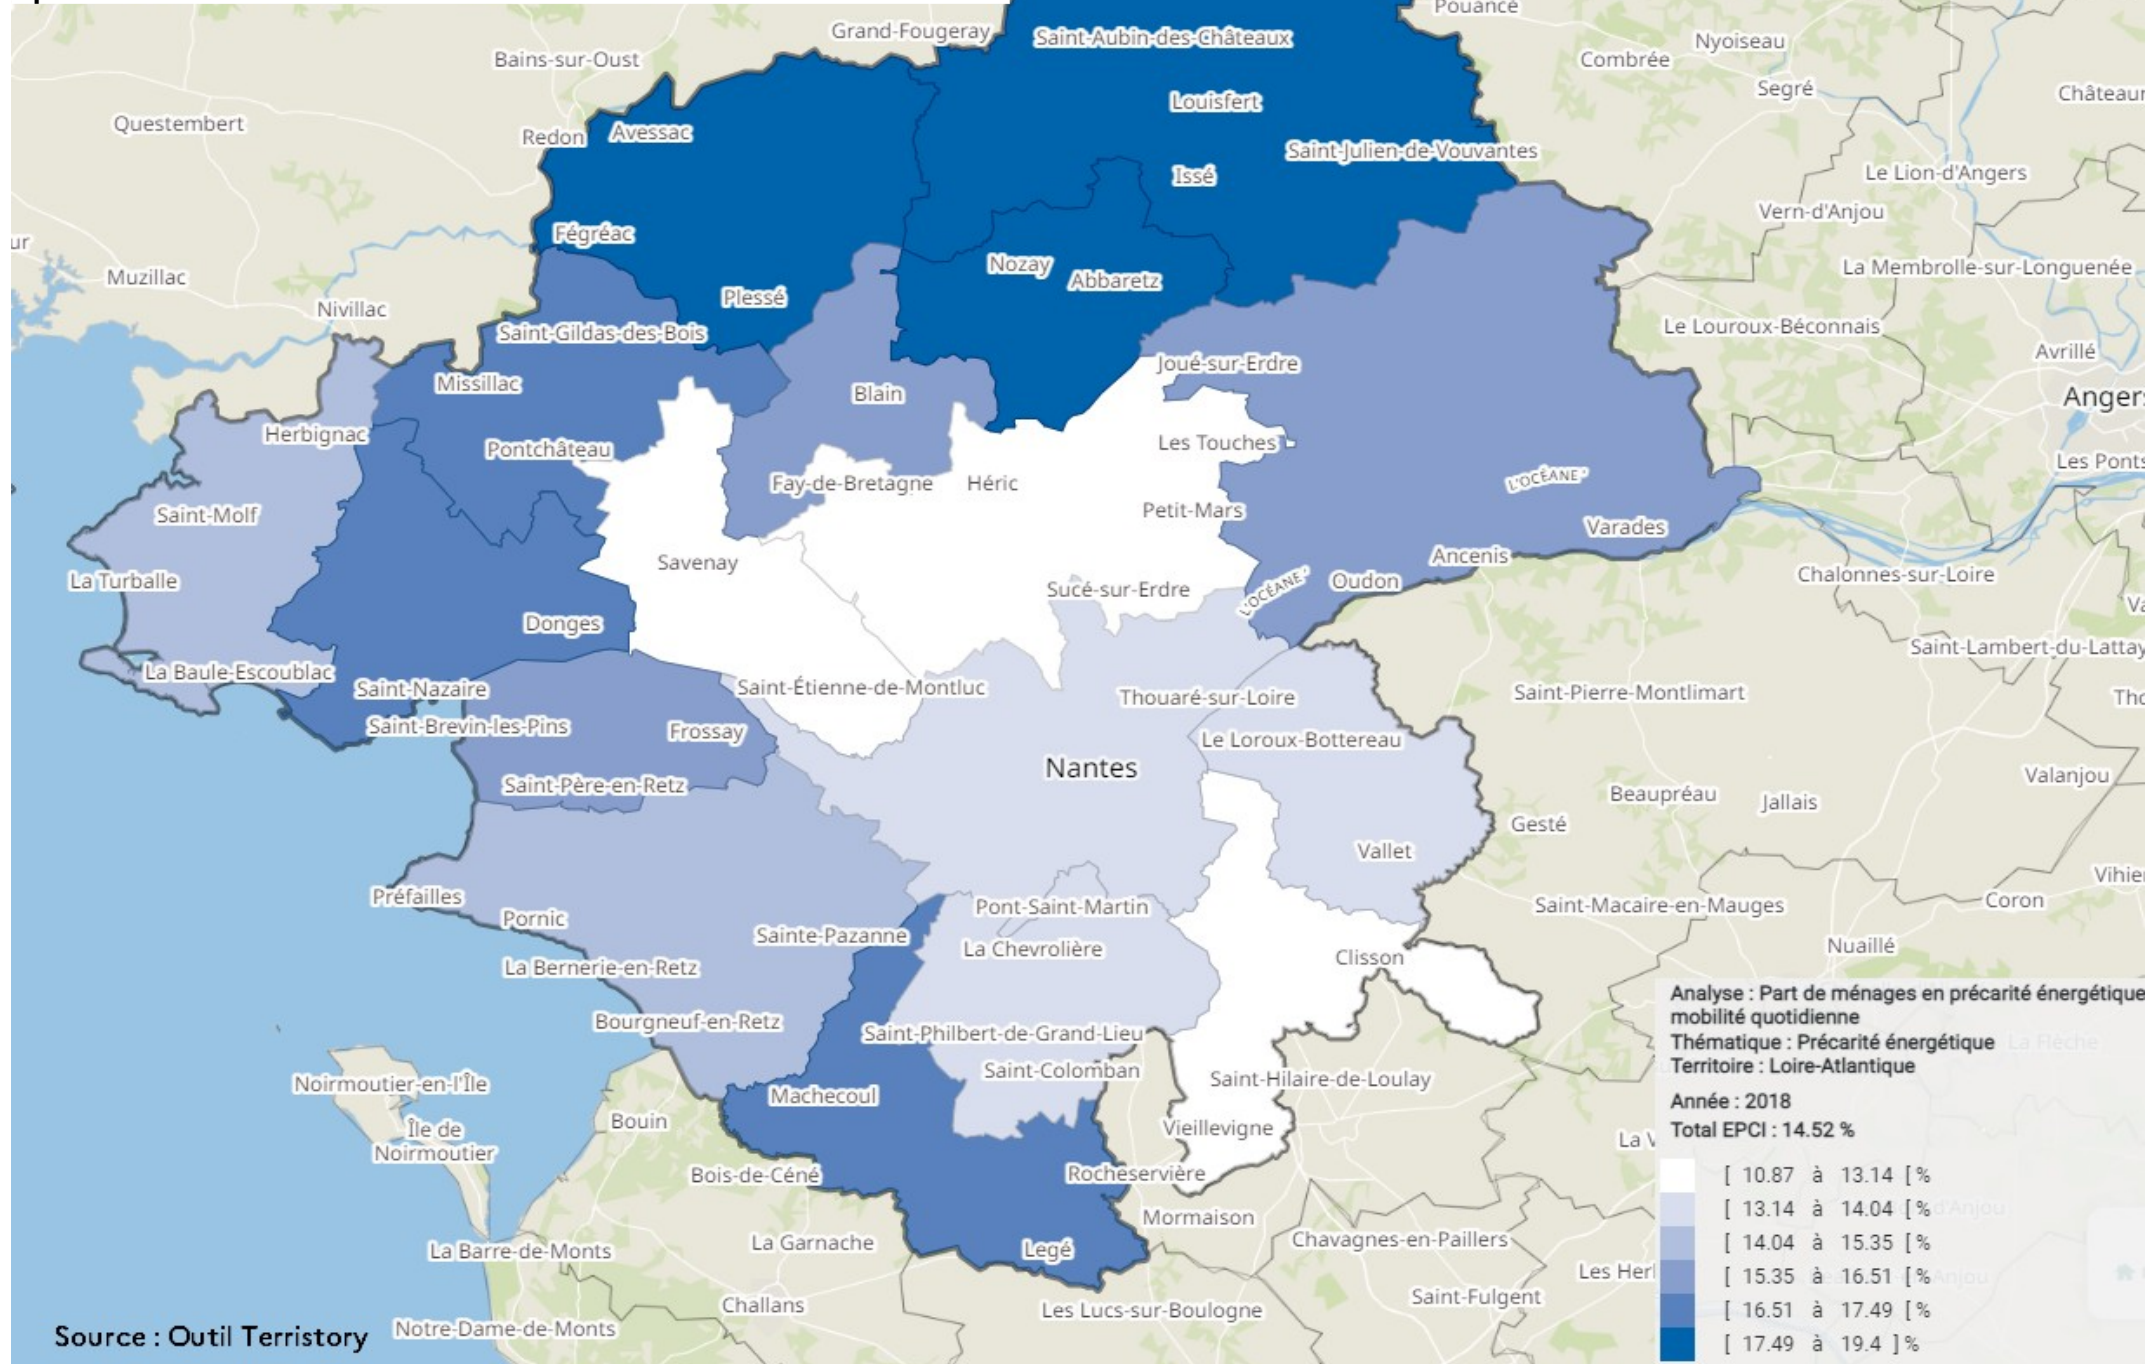 Pouancé
Grand-Fougeray
Saint-Aubin-des-Châteaux
Nyoiseau
Bains-sur-Oust
Combrée
Segré
Louisfert
Questembert
Redon
Avessac
Saint-Julien-de-Vouvantes
Issé
Le Lion-d'Angers
Vern-d'Anjou
Fégréac
Muzillac
Nozay
Abbaretz
La Membrolle-sur-Longuenée
Plessé
Nivillac
Saint-Gildas-des-Bois
Le Louroux-Béconnais
Avrillé
Joué-sur-Erdre
Missillac
Blain
Herbignac
Les Touches
Pontchâteau
Les Ponts
L'OCÉANE
Fay-de-Bretagne
Héric
Saint-Molf
Petit-Mars
Varades
Ancenis
Savenay
La Turballe
Oudon
Chalonnes-sur-Loire
Sucé-sur-Erdre
L'OCÉANE
Donges
Saint-Lambert-du-Lattay
La Baule-Escoublac
Saint-Nazaire
Saint-Étienne-de-Montluc
Thouaré-sur-Loire
Saint-Pierre-Montlimart
Saint-Brevin-les-Pins
Frossay
Le Loroux-Bottereau
Nantes
Valanjou
Saint-Père-en-Retz
Beaupréau
Jallais
Gesté
Vallet
Préfailles
Pornic
Pont-Saint-Martin
Saint-Macaire-en-Mauges
Coron
Sainte-Pazanne
La Chevrolière
Nuaillé
Clisson
La Bernerie-en-Retz
Bourgneuf-en-Retz
Saint-Philbert-de-Grand-Lieu
Saint-Colomban
Saint-Hilaire-de-Loulay
Noirmoutier-en-l'Île
Machecoul
Bouin
Île de
Noirmoutier
Vieillevigne
Bois-de-Céné
Rocheservière
Mormaison
La Barre-de-Monts
La Garnache
Legé
Chavagnes-en-Paillers
Challans
Les Lucs-sur-Boulogne
Saint-Fulgent
Notre-Dame-de-Monts
Source : Outil Territory
Analyse : Part de ménages en précarité énergétique
mobilité quotidienne
Thématique : Précarité énergétique
La Flèche
Territoire : Loire-Atlantique
Année : 2018
Total EPCI : 14.52 %
[ 10.87 à 13.14 [ %
[ 13.14 à 14.04 [ %
[ 14.04 à 15.35 [ %
[ 15.35 à 16.51 [ %
[ 16.51 à 17.49 [ %
[ 17.49 à 19.4 ] %